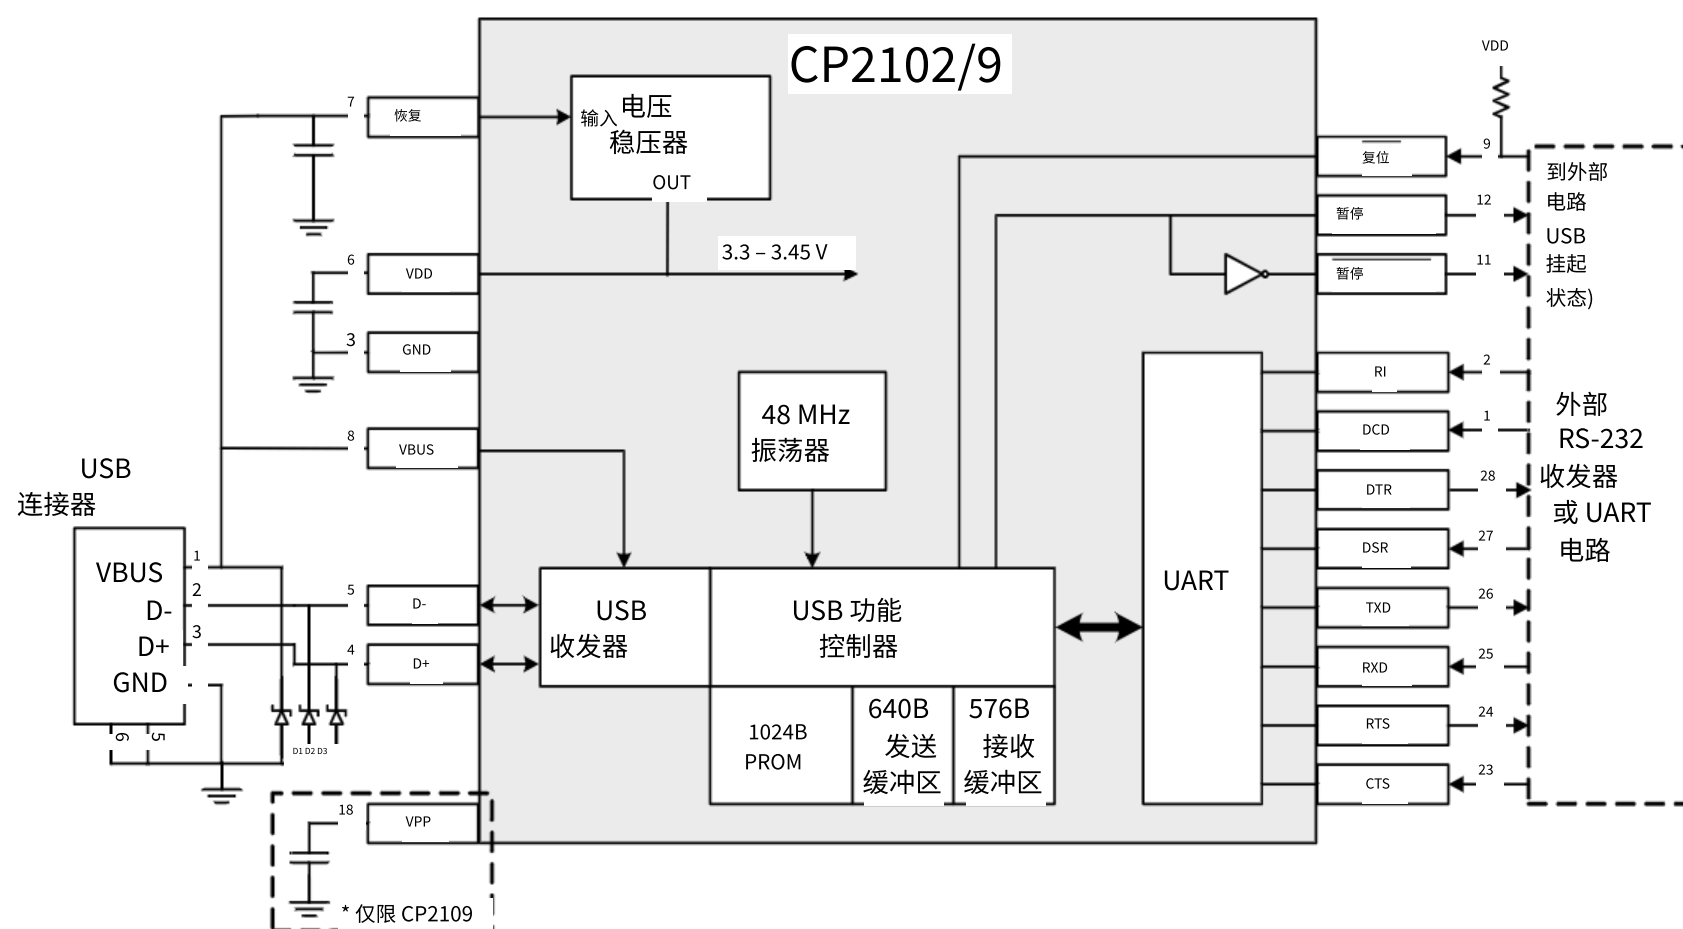 CP2102/9
VDD
7
恢复
输入
电压
稳压器
OUT
9
复位
到外部
电路
USB
挂起
状态)
12
暂停
6
VDD
3.3 – 3.45 V
11
暂停
3
GND
2
RI
48 MHz
振荡器
外部
RS-232
收发器
或 UART
电路
1
DCD
8
VBUS
USB
连接器
28
DTR
27
DSR
VBUS
D-
D+
GND
1
2
3
6
5
D1 D2 D3
5
D-
4
D+
USB
收发器
USB 功能
控制器
UART
26
TXD
25
RXD
1024B
PROM
640B
发送
缓冲区
576B
接收
缓冲区
24
RTS
23
CTS
18
VPP
* 仅限 CP2109